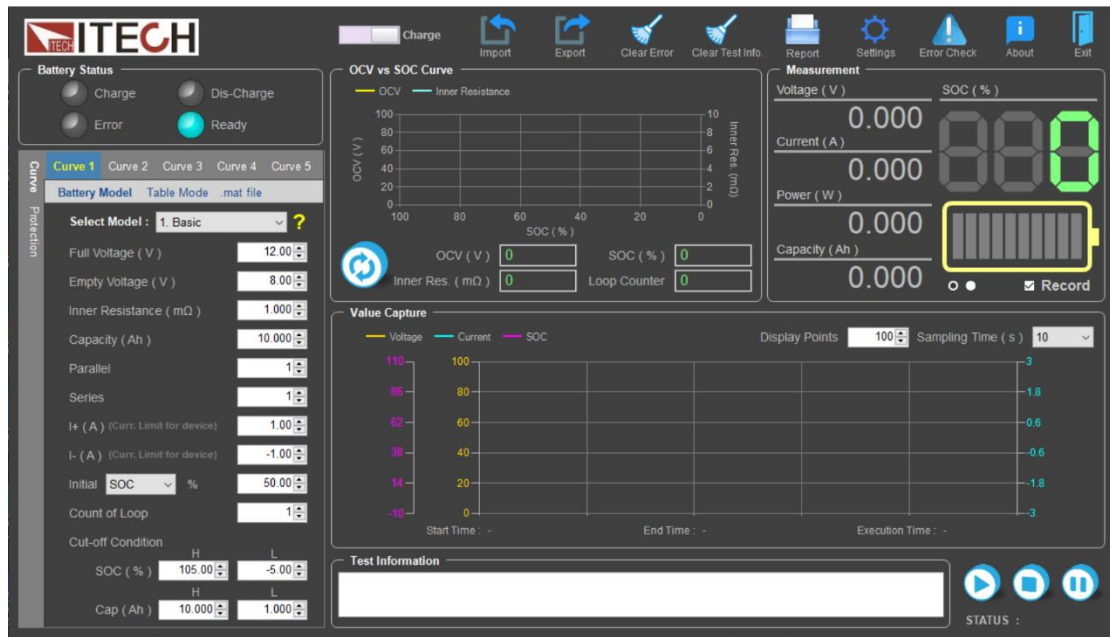 ITECH
Charge
Import
Export
Clear Error
Clear Test Info.
Report
Settings
Error Check
About
Exit
Battery Status
Charge
Dis-Charge
Error
Ready
Curve
Protection
Curve 1 Curve 2 Curve 3 Curve 4 Curve 5
Battery Model Table Mode .mat file
Select Model : 1. Basic ?
Full Voltage ( V ) 12.00
Empty Voltage ( V ) 8.00
Inner Resistance ( mΩ ) 1.000
Capacity ( Ah ) 10.000
Parallel 1
Series 1
I+ ( A ) (Curr. Limit for device) 1.00
I- ( A ) (Curr. Limit for device) -1.00
Initial SOC % 50.00
Count of Loop 1
Cut-off Condition
H L
SOC ( % ) 105.00 -5.00
H L
Cap ( Ah ) 10.000 1.000
OCV vs SOC Curve
OCV Inner Resistance
OCV ( V )
100 80 60 40 20 0
10 8 6 4 2 0
Inner Res. (mΩ)
100 80 60 40 20 0
SOC ( % )
OCV ( V ) 0 SOC ( % ) 0
Inner Res. ( mΩ ) 0 Loop Counter 0
Measurement
Voltage ( V )
0.000
Current ( A )
0.000
Power ( W )
0.000
Capacity ( Ah )
0.000
SOC ( % )
0
Record
Value Capture
Voltage Current SOC
Display Points 100 Sampling Time ( s ) 10
110 100 3
86 80 1.8
62 60 0.6
38 40 -0.6
14 20 -1.8
-10 0 -3
Start Time : - End Time : - Execution Time : -
Test Information
STATUS :